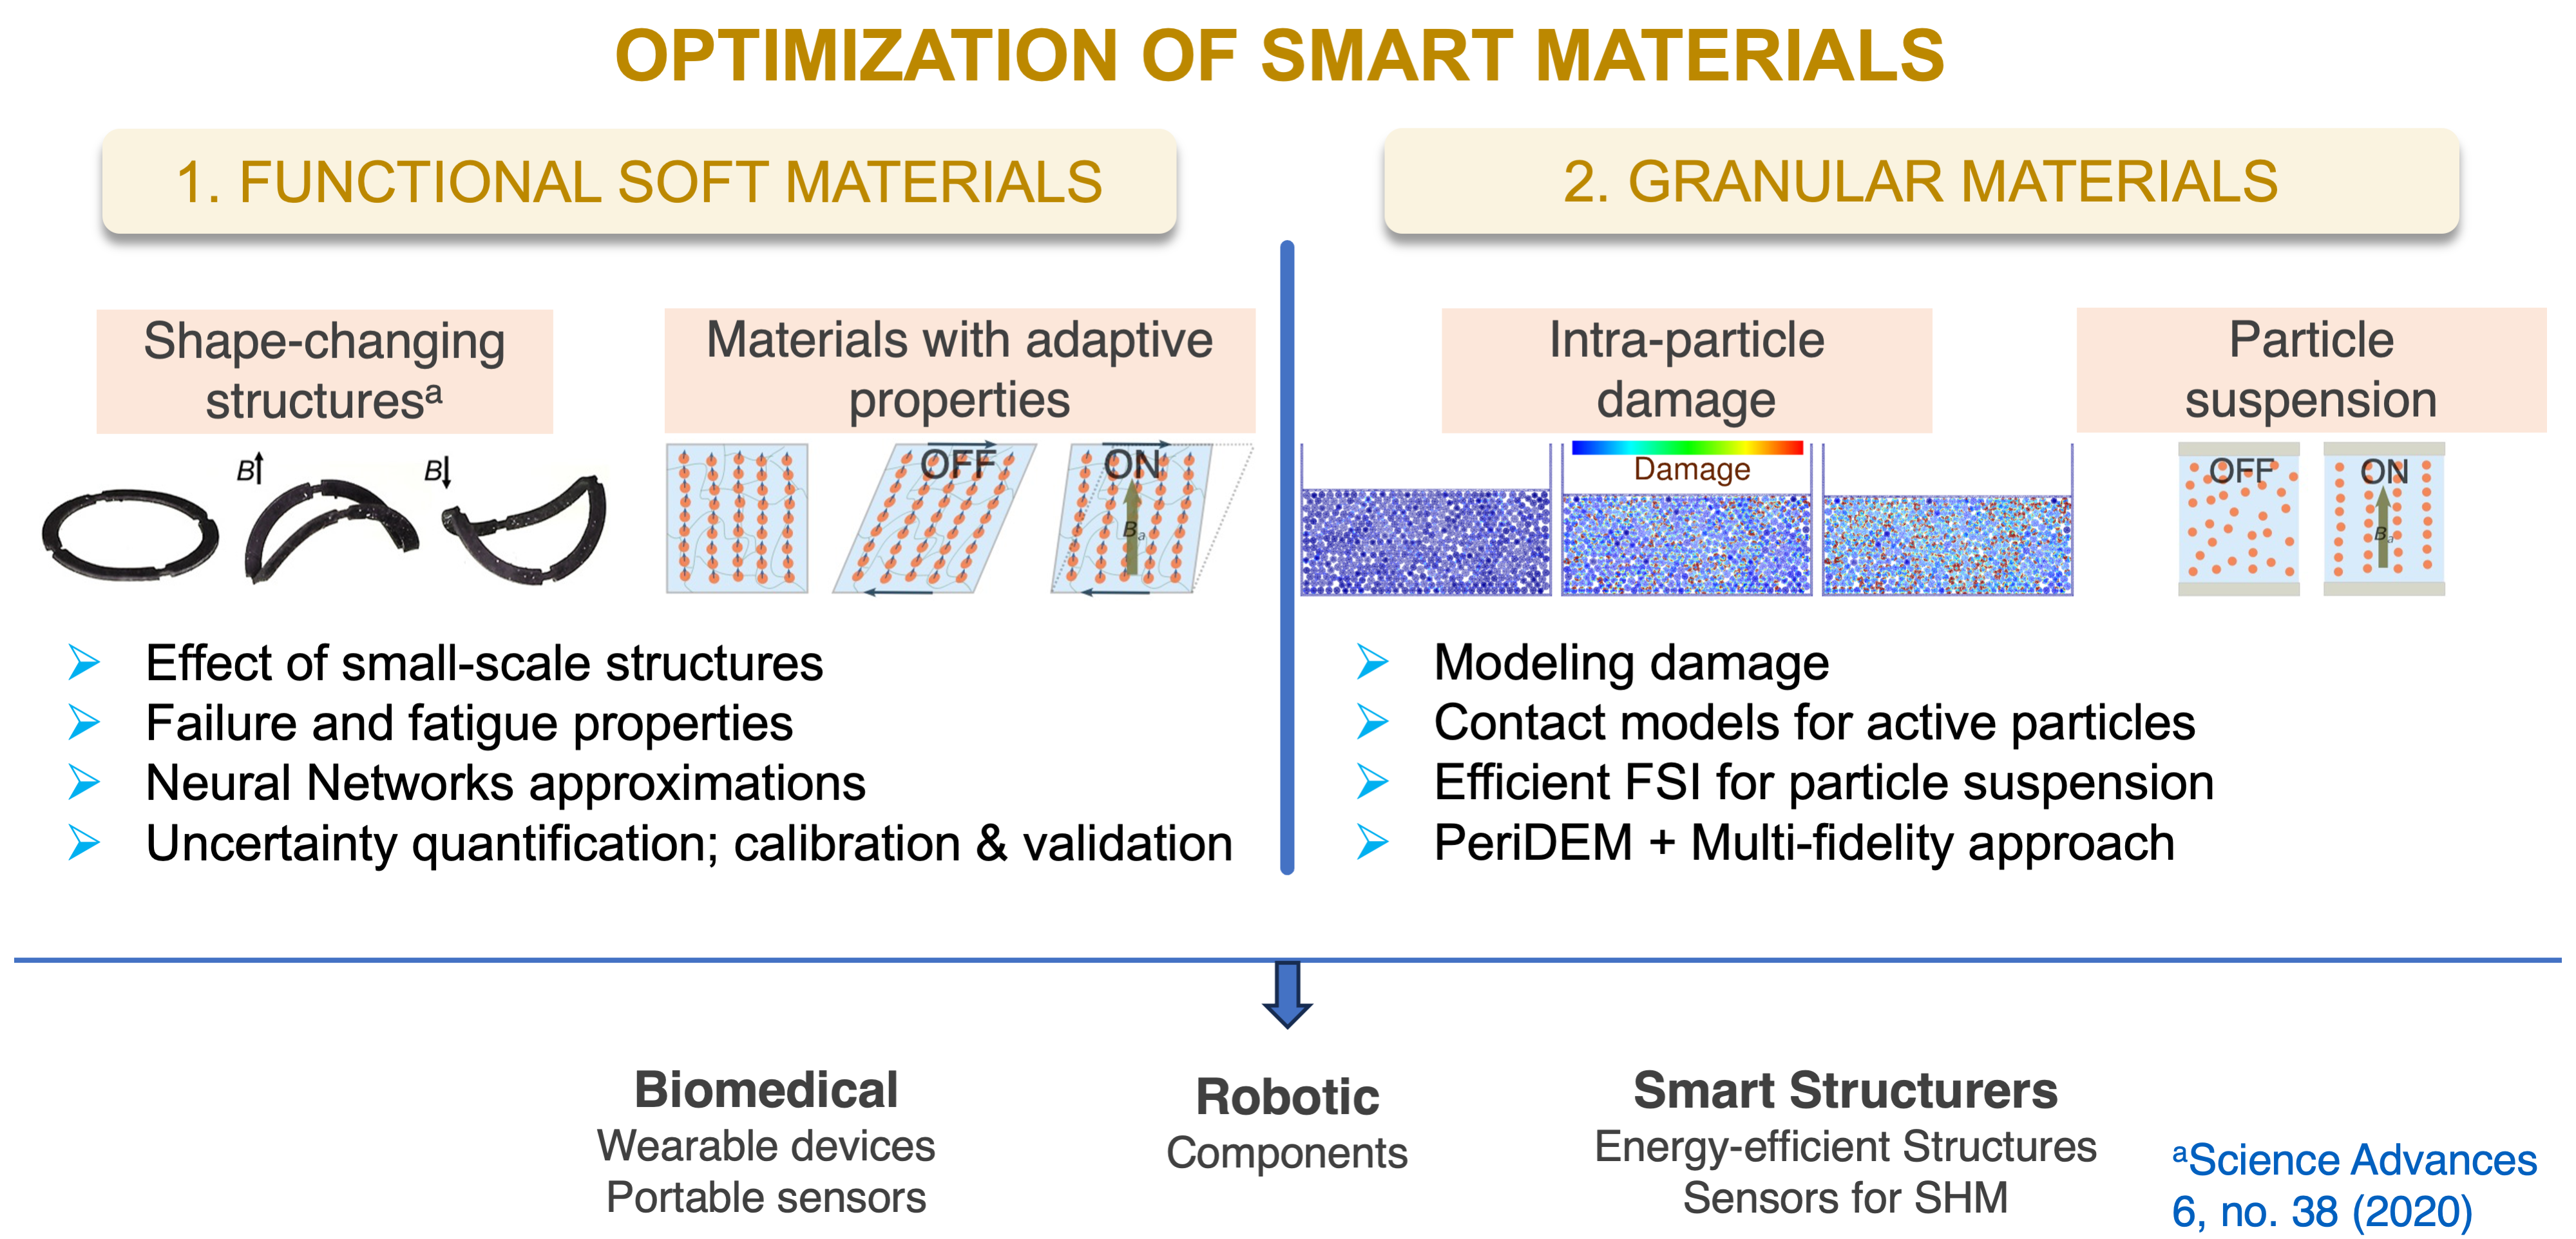 OPTIMIZATION OF SMART MATERIALS
1. FUNCTIONAL SOFT MATERIALS
2. GRANULAR MATERIALS
Shape-changing
structuresᵃ
Materials with adaptive
properties
Intra-particle
damage
Particle
suspension
B
B
OFF
ON
Bₐ
Damage
OFF
ON
Bₐ
Effect of small-scale structures
Failure and fatigue properties
Neural Networks approximations
Uncertainty quantification; calibration & validation
Modeling damage
Contact models for active particles
Efficient FSI for particle suspension
PeriDEM + Multi-fidelity approach
Biomedical
Wearable devices
Portable sensors
Robotic
Components
Smart Structurers
Energy-efficient Structures
Sensors for SHM
ᵃScience Advances
6, no. 38 (2020)